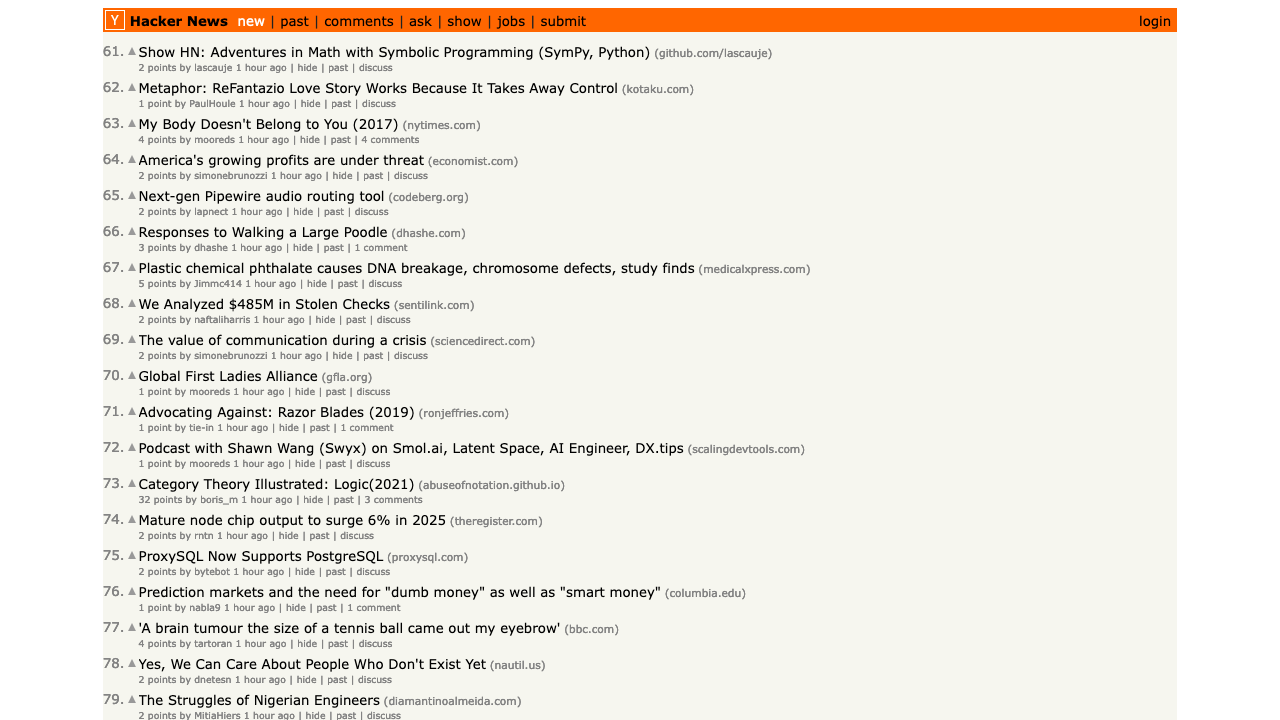 Y Hacker News new | past | comments | ask | show | jobs | submit login
61. Show HN: Adventures in Math with Symbolic Programming (SymPy, Python) (github.com/lascauje)
2 points by lascauje 1 hour ago | hide | past | discuss
62. Metaphor: ReFantazio Love Story Works Because It Takes Away Control (kotaku.com)
1 point by PaulHoule 1 hour ago | hide | past | discuss
63. My Body Doesn't Belong to You (2017) (nytimes.com)
4 points by mooreds 1 hour ago | hide | past | 4 comments
64. America's growing profits are under threat (economist.com)
2 points by simonebrunozzi 1 hour ago | hide | past | discuss
65. Next-gen Pipewire audio routing tool (codeberg.org)
2 points by lapnect 1 hour ago | hide | past | discuss
66. Responses to Walking a Large Poodle (dhashe.com)
3 points by dhashe 1 hour ago | hide | past | 1 comment
67. Plastic chemical phthalate causes DNA breakage, chromosome defects, study finds (medicalxpress.com)
5 points by Jimmc414 1 hour ago | hide | past | discuss
68. We Analyzed $485M in Stolen Checks (sentilink.com)
2 points by naftaliharris 1 hour ago | hide | past | discuss
69. The value of communication during a crisis (sciencedirect.com)
2 points by simonebrunozzi 1 hour ago | hide | past | discuss
70. Global First Ladies Alliance (gfla.org)
1 point by mooreds 1 hour ago | hide | past | discuss
71. Advocating Against: Razor Blades (2019) (ronjeffries.com)
1 point by tie-in 1 hour ago | hide | past | 1 comment
72. Podcast with Shawn Wang (Swyx) on Smol.ai, Latent Space, AI Engineer, DX.tips (scalingdevtools.com)
1 point by mooreds 1 hour ago | hide | past | discuss
73. Category Theory Illustrated: Logic(2021) (abuseofnotation.github.io)
32 points by boris_m 1 hour ago | hide | past | 3 comments
74. Mature node chip output to surge 6% in 2025 (theregister.com)
2 points by rntn 1 hour ago | hide | past | discuss
75. ProxySQL Now Supports PostgreSQL (proxysql.com)
2 points by bytebot 1 hour ago | hide | past | discuss
76. Prediction markets and the need for "dumb money" as well as "smart money" (columbia.edu)
1 point by nabla9 1 hour ago | hide | past | 1 comment
77. 'A brain tumour the size of a tennis ball came out my eyebrow' (bbc.com)
4 points by tartoran 1 hour ago | hide | past | discuss
78. Yes, We Can Care About People Who Don't Exist Yet (nautil.us)
2 points by dnetesn 1 hour ago | hide | past | discuss
79. The Struggles of Nigerian Engineers (diamantinoalmeida.com)
2 points by MitiaHiers 1 hour ago | hide | past | discuss